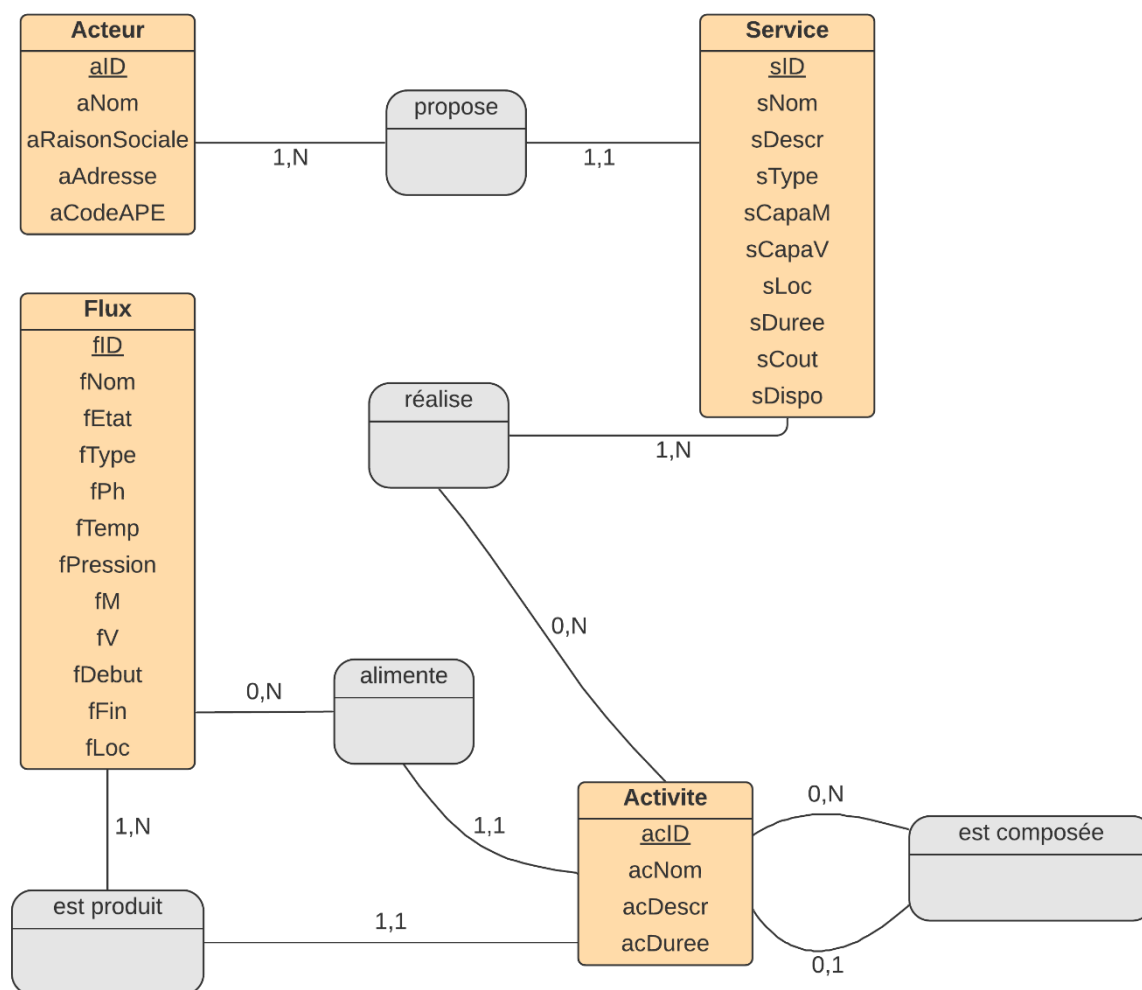 Acteur
aID
aNom
aRaisonSociale
aAdresse
aCodeAPE
1,N
propose
1,1
Service
sID
sNom
sDescr
sType
sCapaM
sCapaV
sLoc
sDuree
sCout
sDispo
Flux
fID
fNom
fEtat
fType
fPh
fTemp
fPression
fM
fV
fDebut
fFin
fLoc
réalise
1,N
0,N
0,N
alimente
1,1
1,N
est produit
1,1
Activite
acID
acNom
acDescr
acDuree
0,N
est composée
0,1